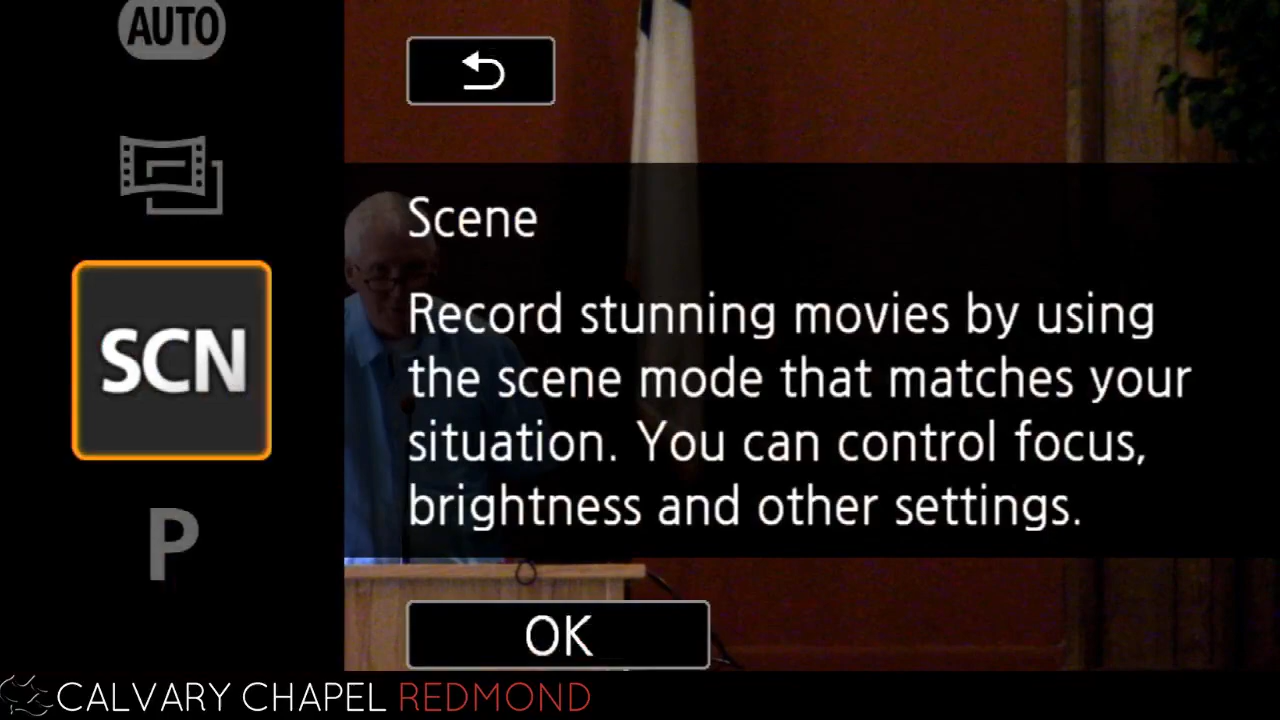 AUTO
Scene
Record stunning movies by using
the scene mode that matches your
situation. You can control focus,
brightness and other settings.
SCN
P
OK
CALVARY CHAPEL REDMOND